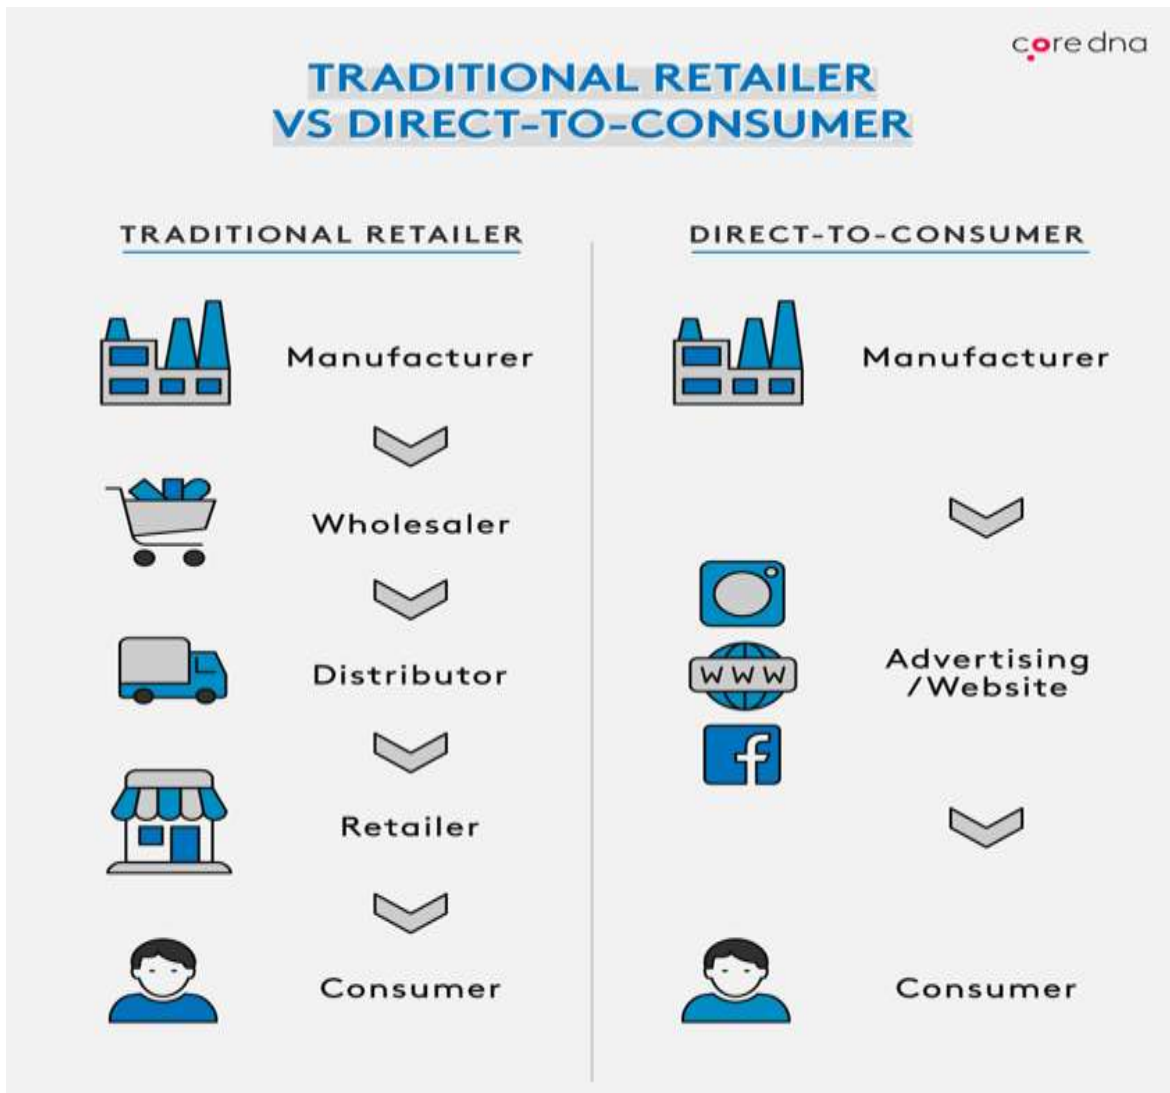 core dna
TRADITIONAL RETAILER
VS DIRECT-TO-CONSUMER
TRADITIONAL RETAILER
Manufacturer
Wholesaler
Distributor
Retailer
Consumer
DIRECT-TO-CONSUMER
Manufacturer
WWW
f
Advertising
/Website
Consumer